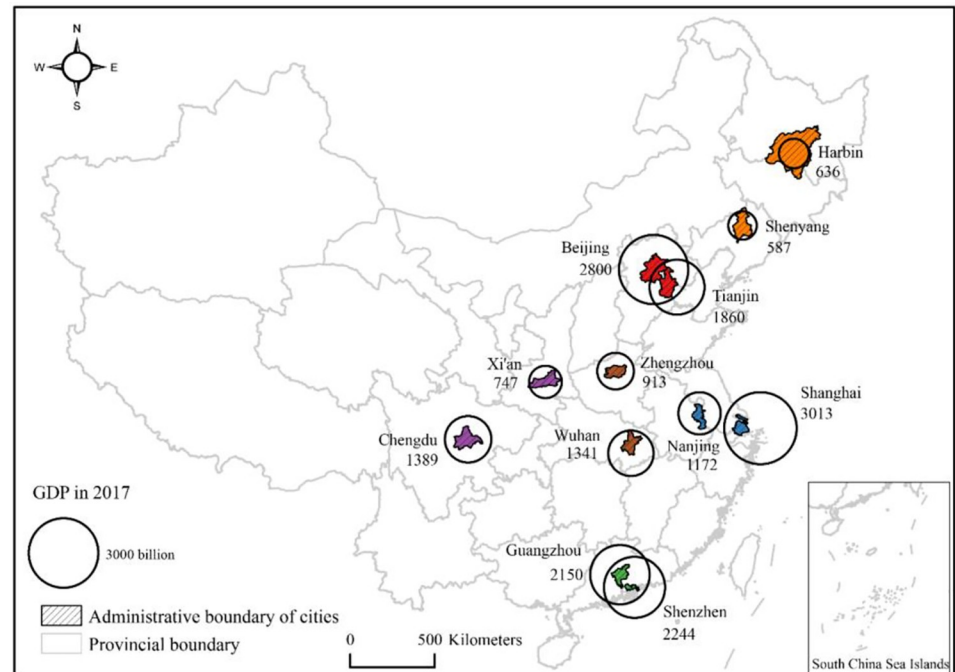 N
W E
S
Harbin
636
Shenyang
587
Beijing
2800
Tianjin
1860
Xi'an
747
Zhengzhou
913
Shanghai
3013
Chengdu
1389
Wuhan
1341
Nanjing
1172
GDP in 2017
3000 billion
Guangzhou
2150
Shenzhen
2244
Administrative boundary of cities
Provincial boundary
0 500 Kilometers
South China Sea Islands